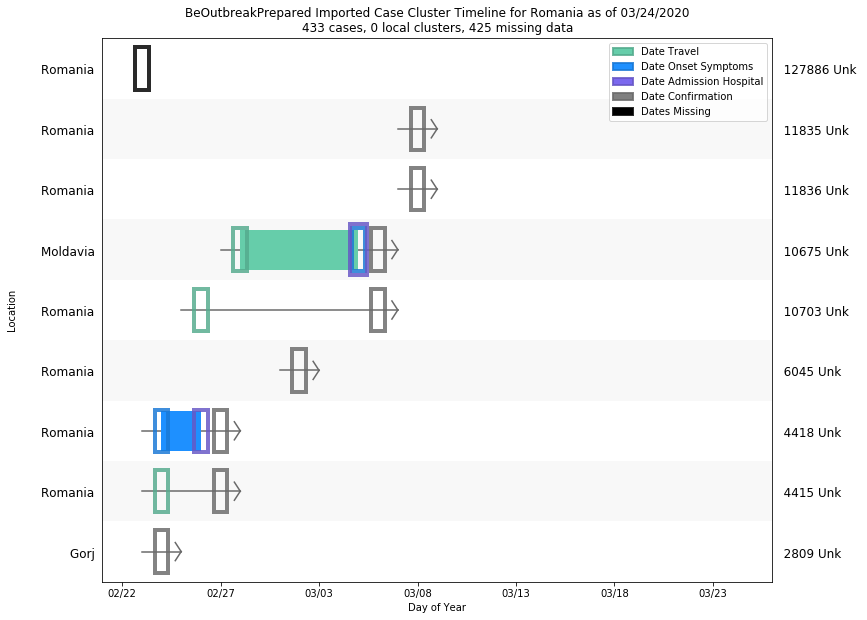 BeOutbreakPrepared Imported Case Cluster Timeline for Romania as of 03/24/2020
433 cases, 0 local clusters, 425 missing data
Date Travel
Date Onset Symptoms
Date Admission Hospital
Date Confirmation
Dates Missing
Romania 127886 Unk
Romania 11835 Unk
Romania 11836 Unk
Moldavia 10675 Unk
Romania 10703 Unk
Romania 6045 Unk
Romania 4418 Unk
Romania 4415 Unk
Gorj 2809 Unk
Location
02/22 02/27 03/03 03/08 03/13 03/18 03/23
Day of Year